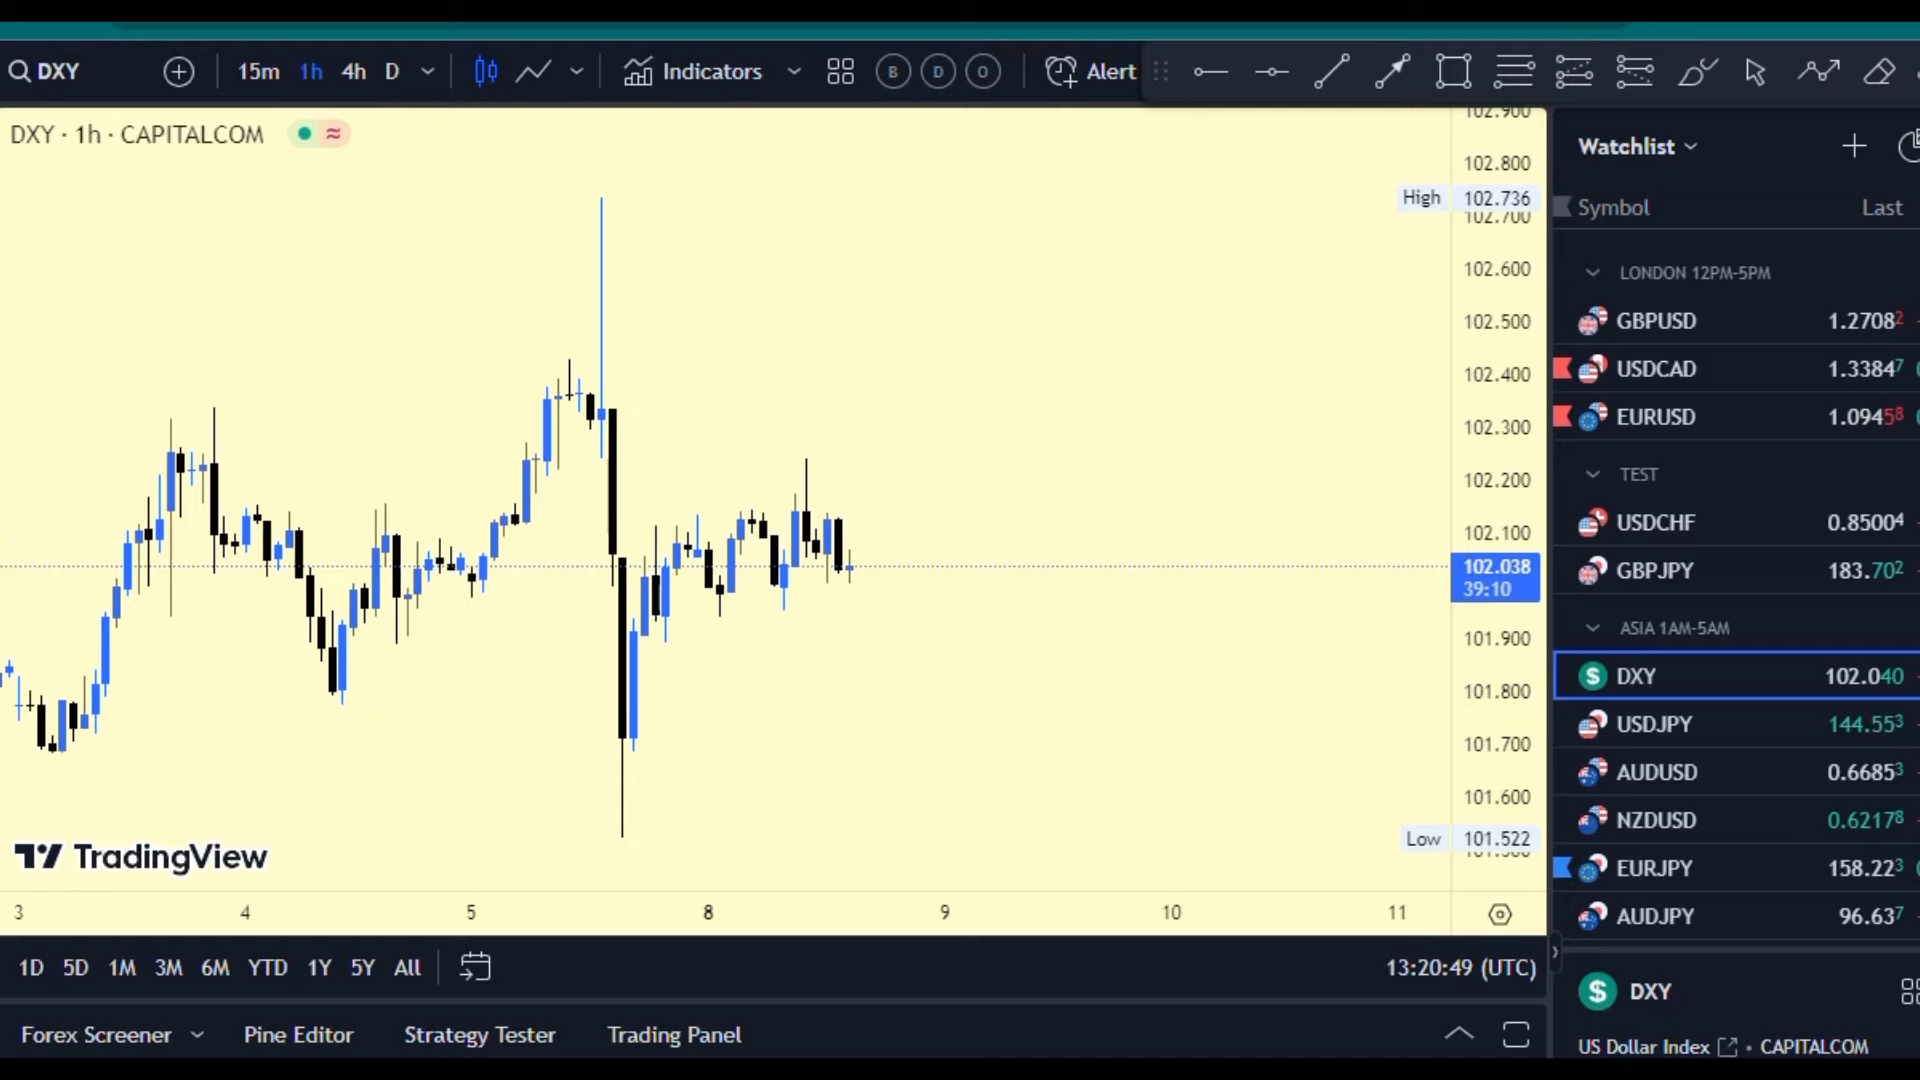 DXY
15m 1h 4h D
Indicators
B D O
Alert
DXY · 1h · CAPITALCOM
102.900
102.800
High 102.736
102.700
102.600
102.500
102.400
102.300
102.200
102.100
102.038
39:10
101.900
101.800
101.700
101.600
Low 101.522
TradingView
3 4 5 8 9 10 11
1D 5D 1M 3M 6M YTD 1Y 5Y All
13:20:49 (UTC)
Forex Screener Pine Editor Strategy Tester Trading Panel
Watchlist
Symbol Last
LONDON 12PM-5PM
GBPUSD 1.27082
USDCAD 1.33847
EURUSD 1.09458
TEST
USDCHF 0.85004
GBPJPY 183.702
ASIA 1AM-5AM
DXY 102.040
USDJPY 144.553
AUDUSD 0.66853
NZDUSD 0.62178
EURJPY 158.223
AUDJPY 96.637
DXY
US Dollar Index • CAPITALCOM